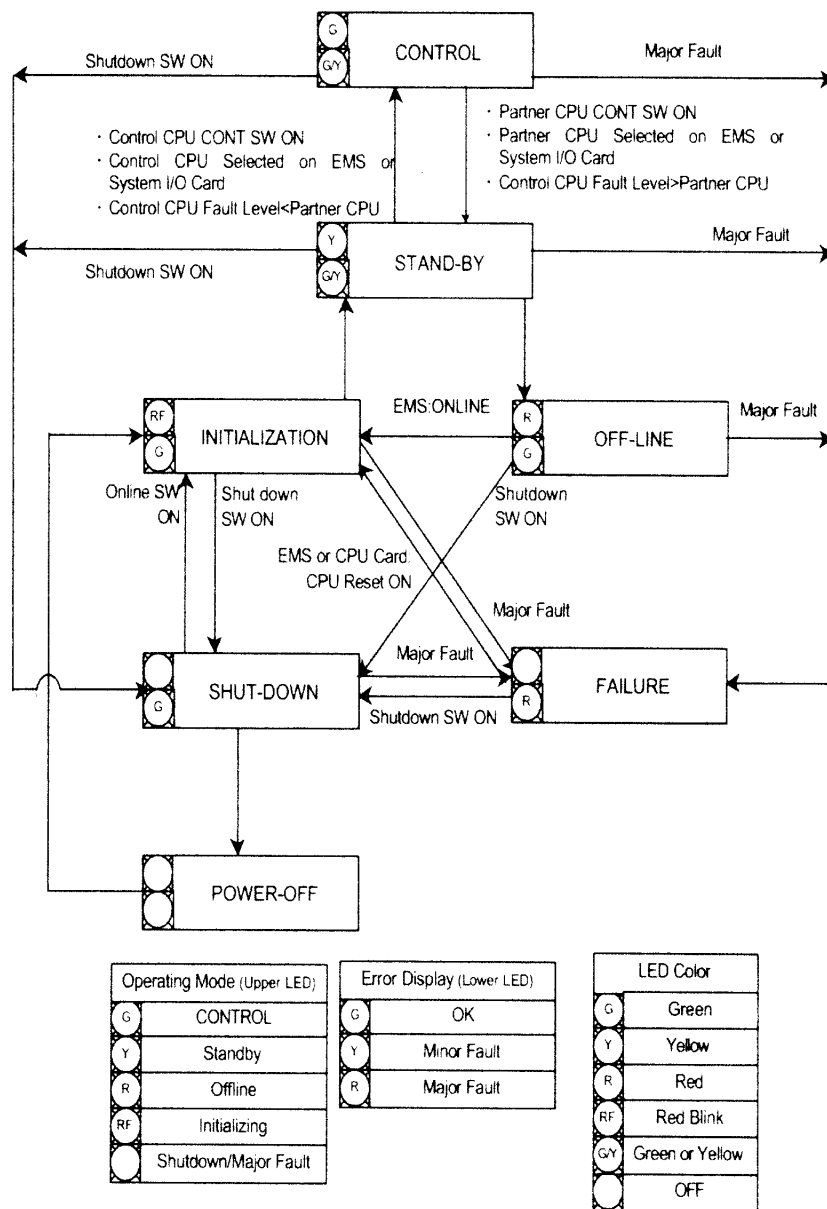 G
G/Y
CONTROL
Shutdown SW ON
Major Fault
· Control CPU CONT SW ON
· Control CPU Selected on EMS or
System I/O Card
· Control CPU Fault Level<Partner CPU
· Partner CPU CONT SW ON
· Partner CPU Selected on EMS or
System I/O Card
· Control CPU Fault Level>Partner CPU
Y
G/Y
STAND-BY
Shutdown SW ON
Major Fault
RF
G
INITIALIZATION
EMS:ONLINE
R
G
OFF-LINE
Major Fault
Online SW
ON
Shut down
SW ON
Shutdown
SW ON
EMS or CPU Card:
CPU Reset ON
Major Fault
G
SHUT-DOWN
Major Fault
Shutdown SW ON
R
FAILURE
POWER-OFF
Operating Mode (Upper LED)
G CONTROL
Y Standby
R Offline
RF Initializing
Shutdown/Major Fault
Error Display (Lower LED)
G OK
Y Minor Fault
R Major Fault
LED Color
G Green
Y Yellow
R Red
RF Red Blink
G/Y Green or Yellow
OFF